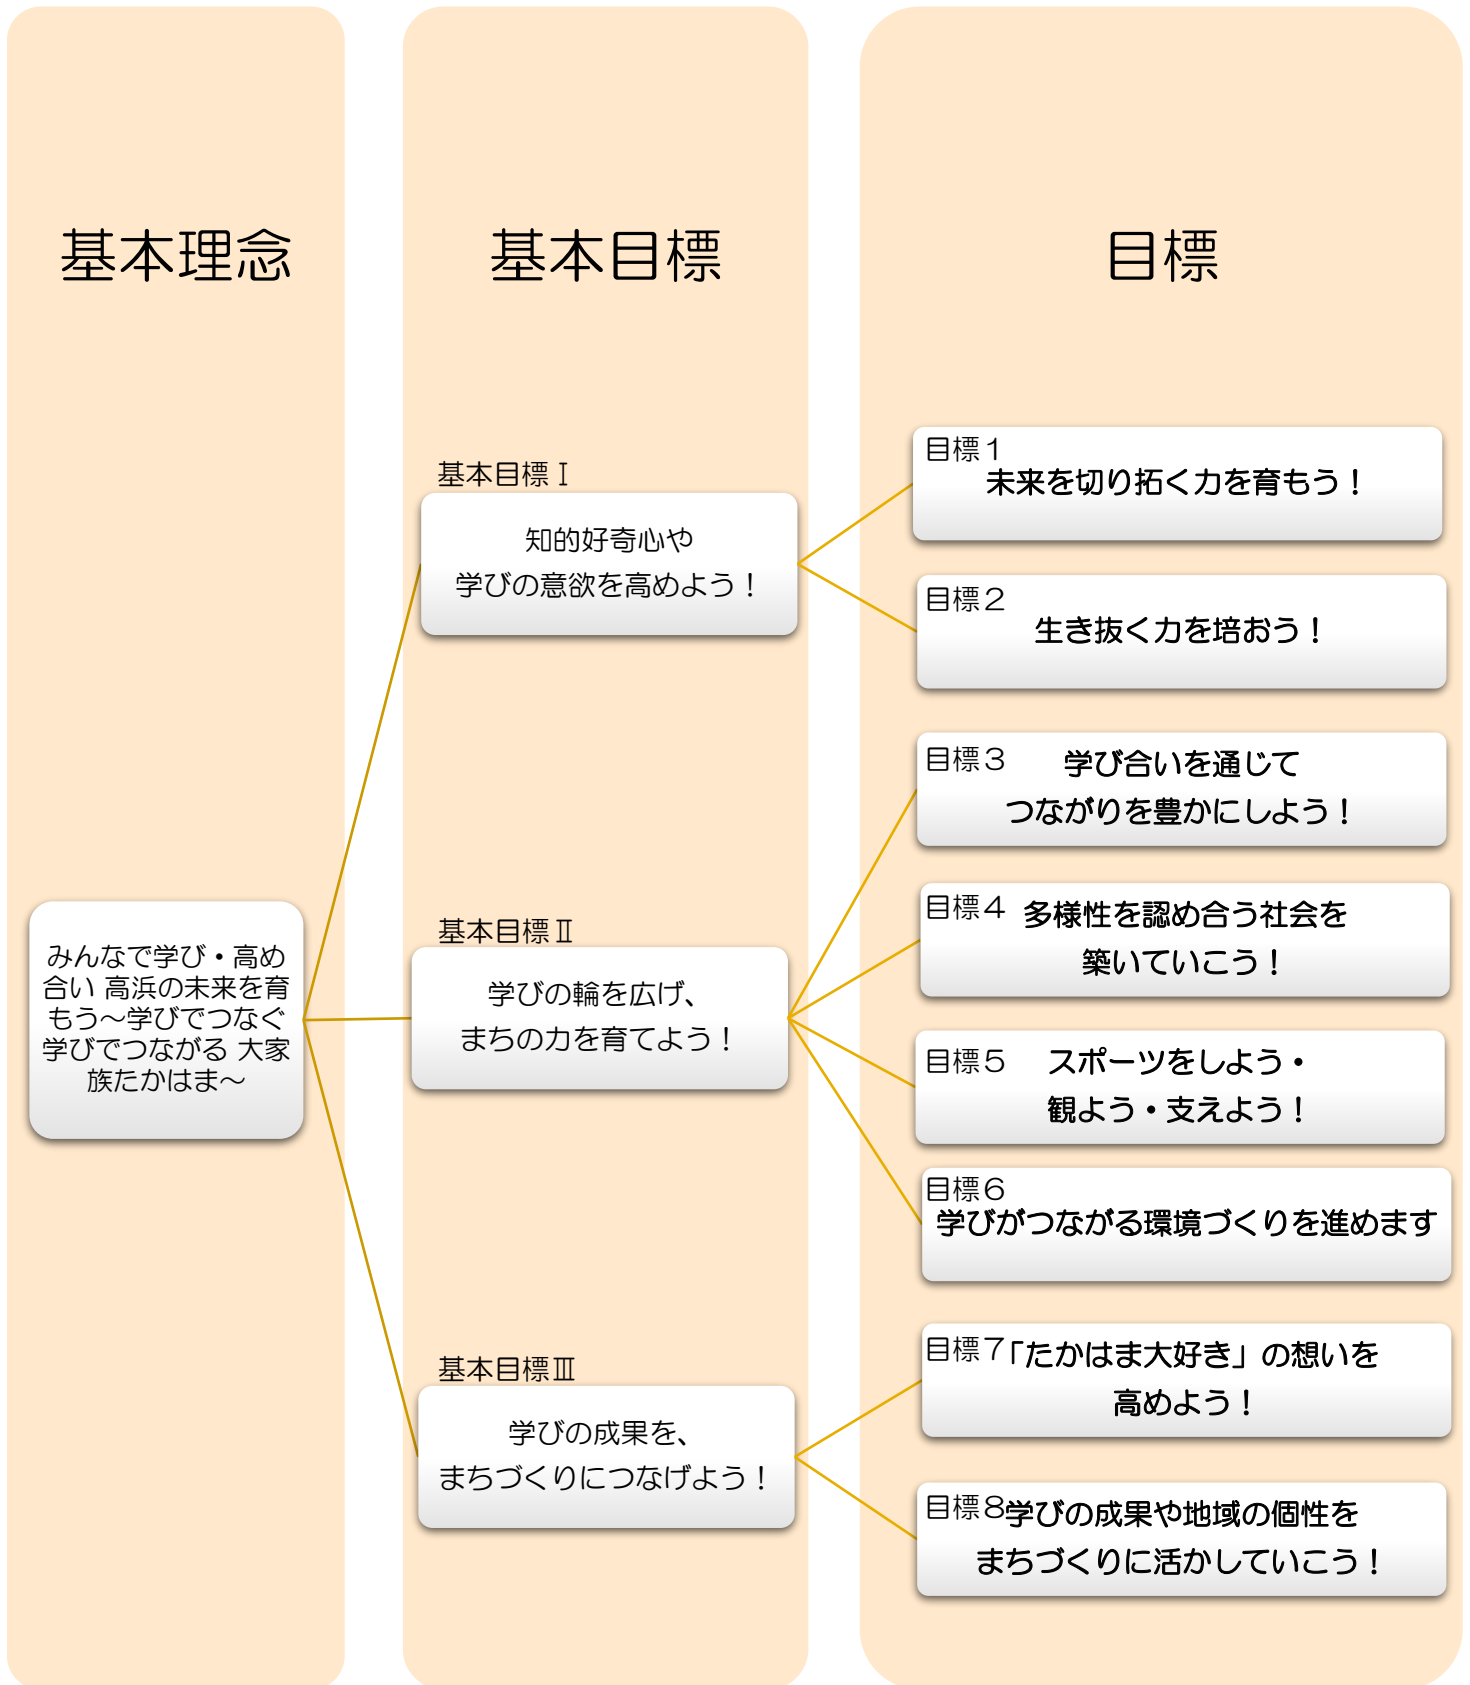 基本理念
基本目標
目標
みんなで学び・高め
合い 高浜の未来を育
もう～学びでつなぐ
学びでつながる 大家
族たかはま～
基本目標Ⅰ
知的好奇心や
学びの意欲を高めよう！
基本目標Ⅱ
学びの輪を広げ、
まちの力を育てよう！
基本目標Ⅲ
学びの成果を、
まちづくりにつなげよう！
目標１
未来を切り拓く力を育もう！
目標２
生き抜く力を培おう！
目標３
学び合いを通じて
つながりを豊かにしよう！
目標４
多様性を認め合う社会を
築いていこう！
目標５
スポーツをしよう・
観よう・支えよう！
目標６
学びがつながる環境づくりを進めます
目標７
「たかはま大好き」の想いを
高めよう！
目標８
学びの成果や地域の個性を
まちづくりに活かしていこう！